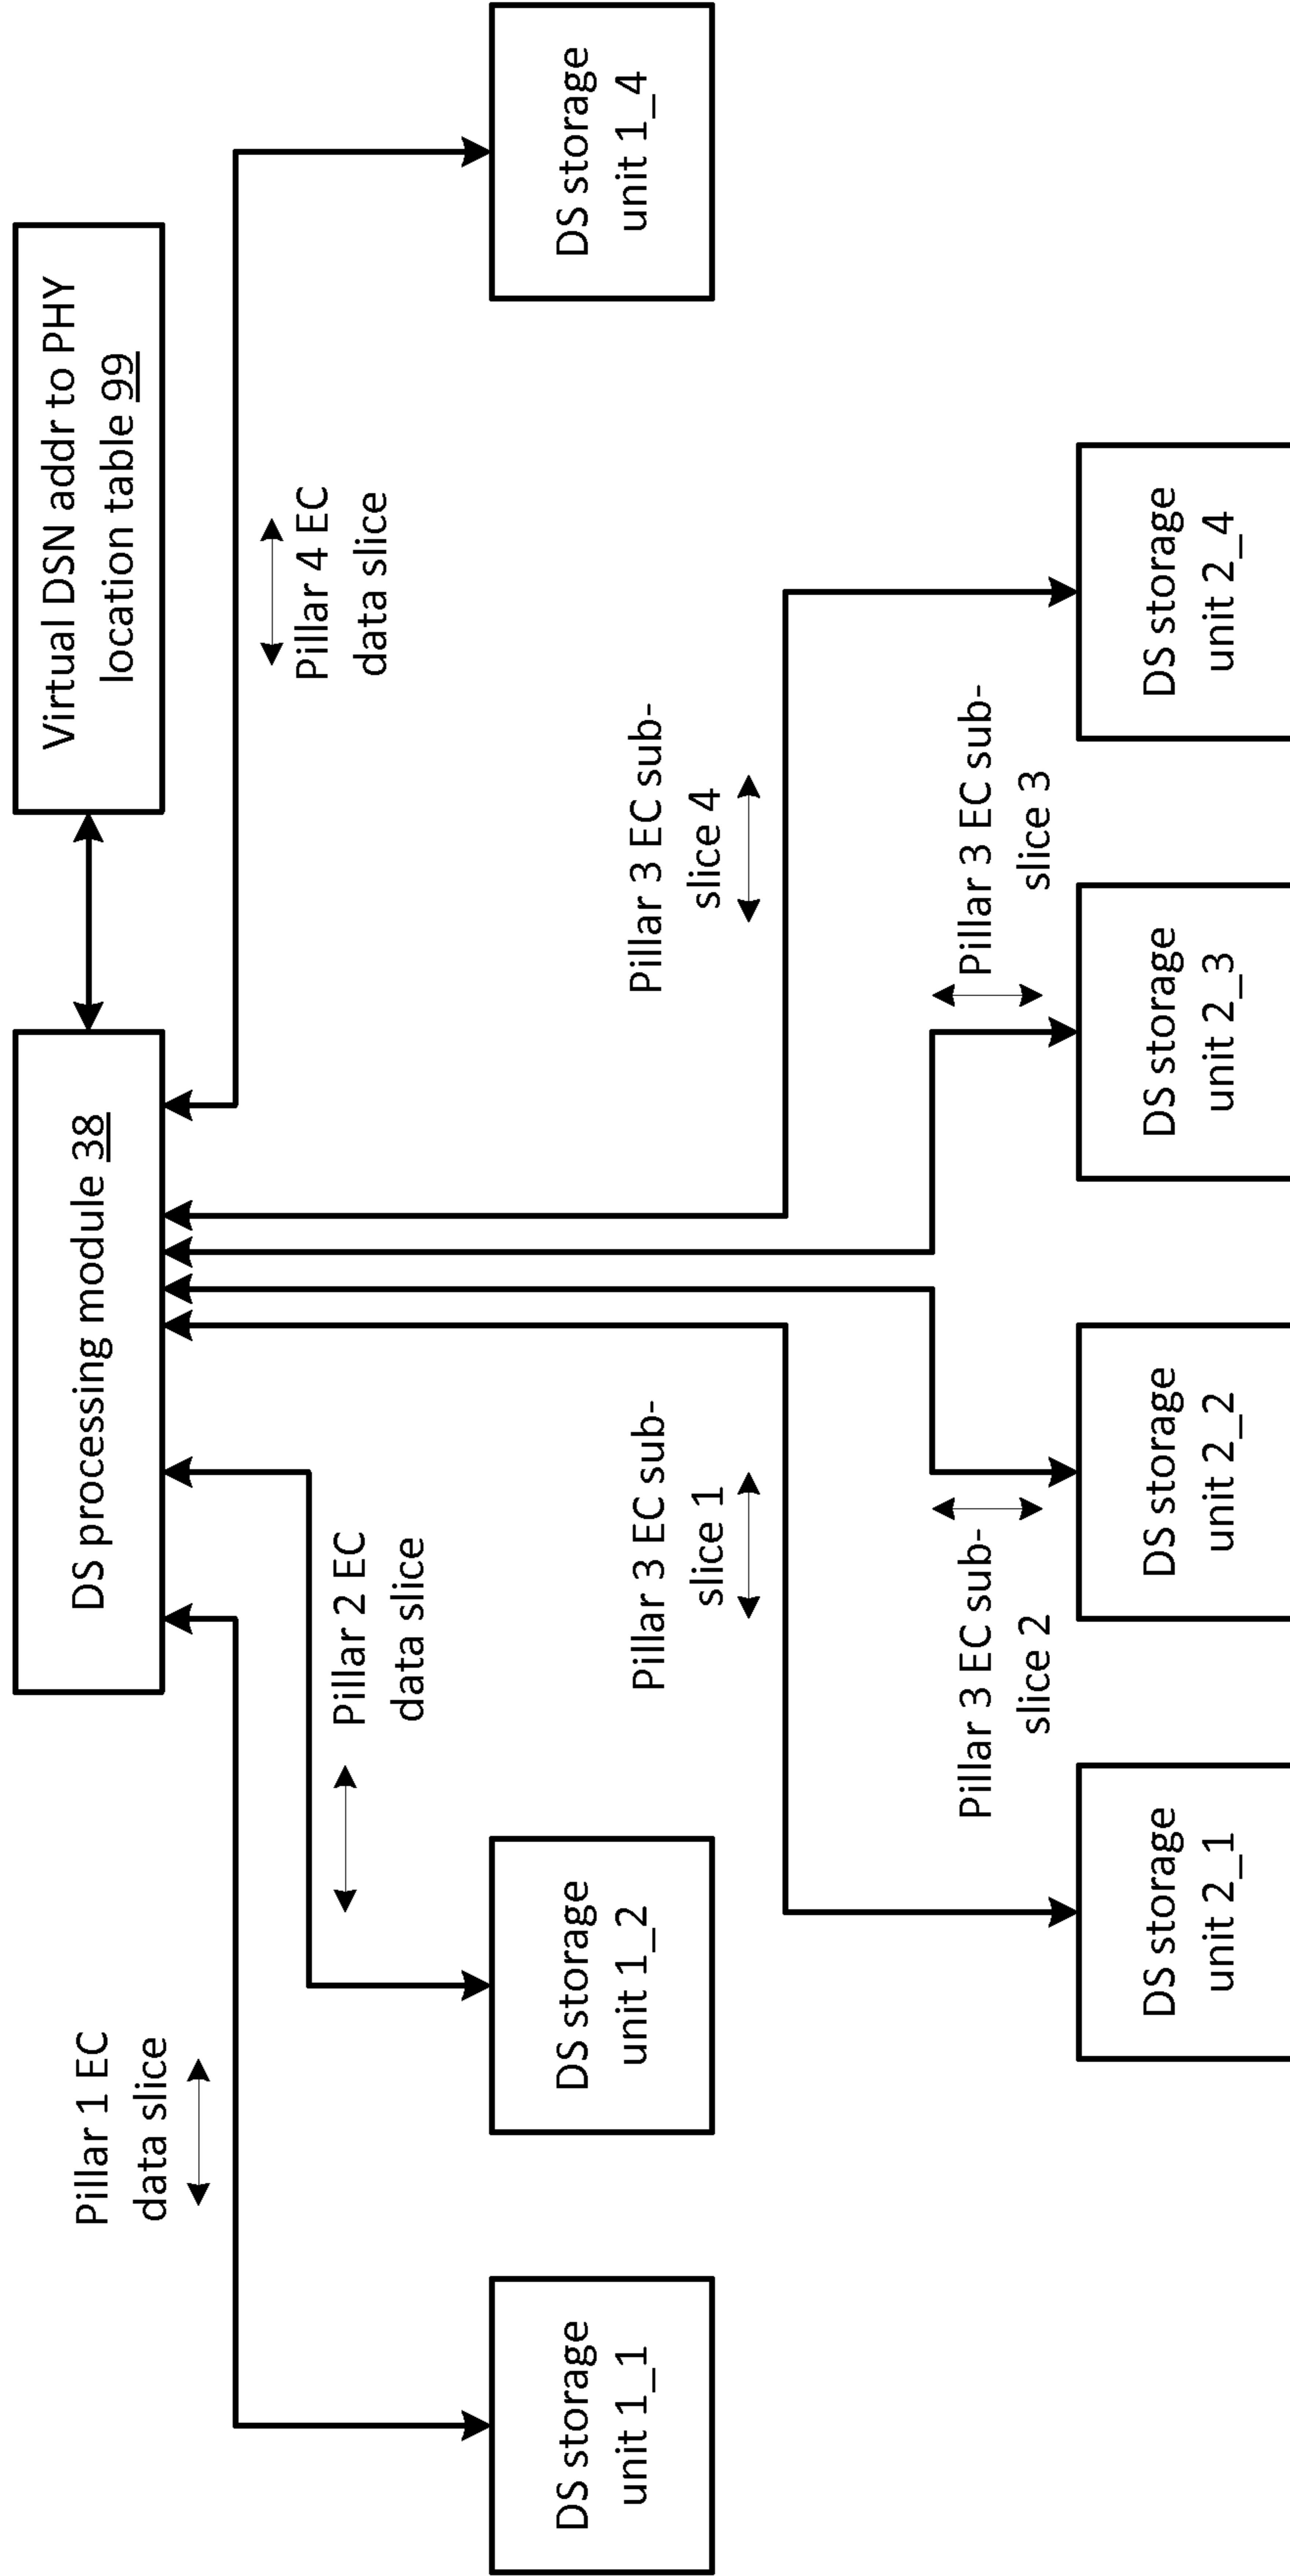 DS processing module 38
Virtual DSN addr to PHY
location table 99
Pillar 1 EC
data slice
Pillar 2 EC
data slice
Pillar 4 EC
data slice
DS storage
unit 1_1
DS storage
unit 1_2
DS storage
unit 1_4
Pillar 3 EC sub-
slice 1
Pillar 3 EC sub-
slice 4
Pillar 3 EC sub-
slice 2
Pillar 3 EC sub-
slice 3
DS storage
unit 2_1
DS storage
unit 2_2
DS storage
unit 2_3
DS storage
unit 2_4